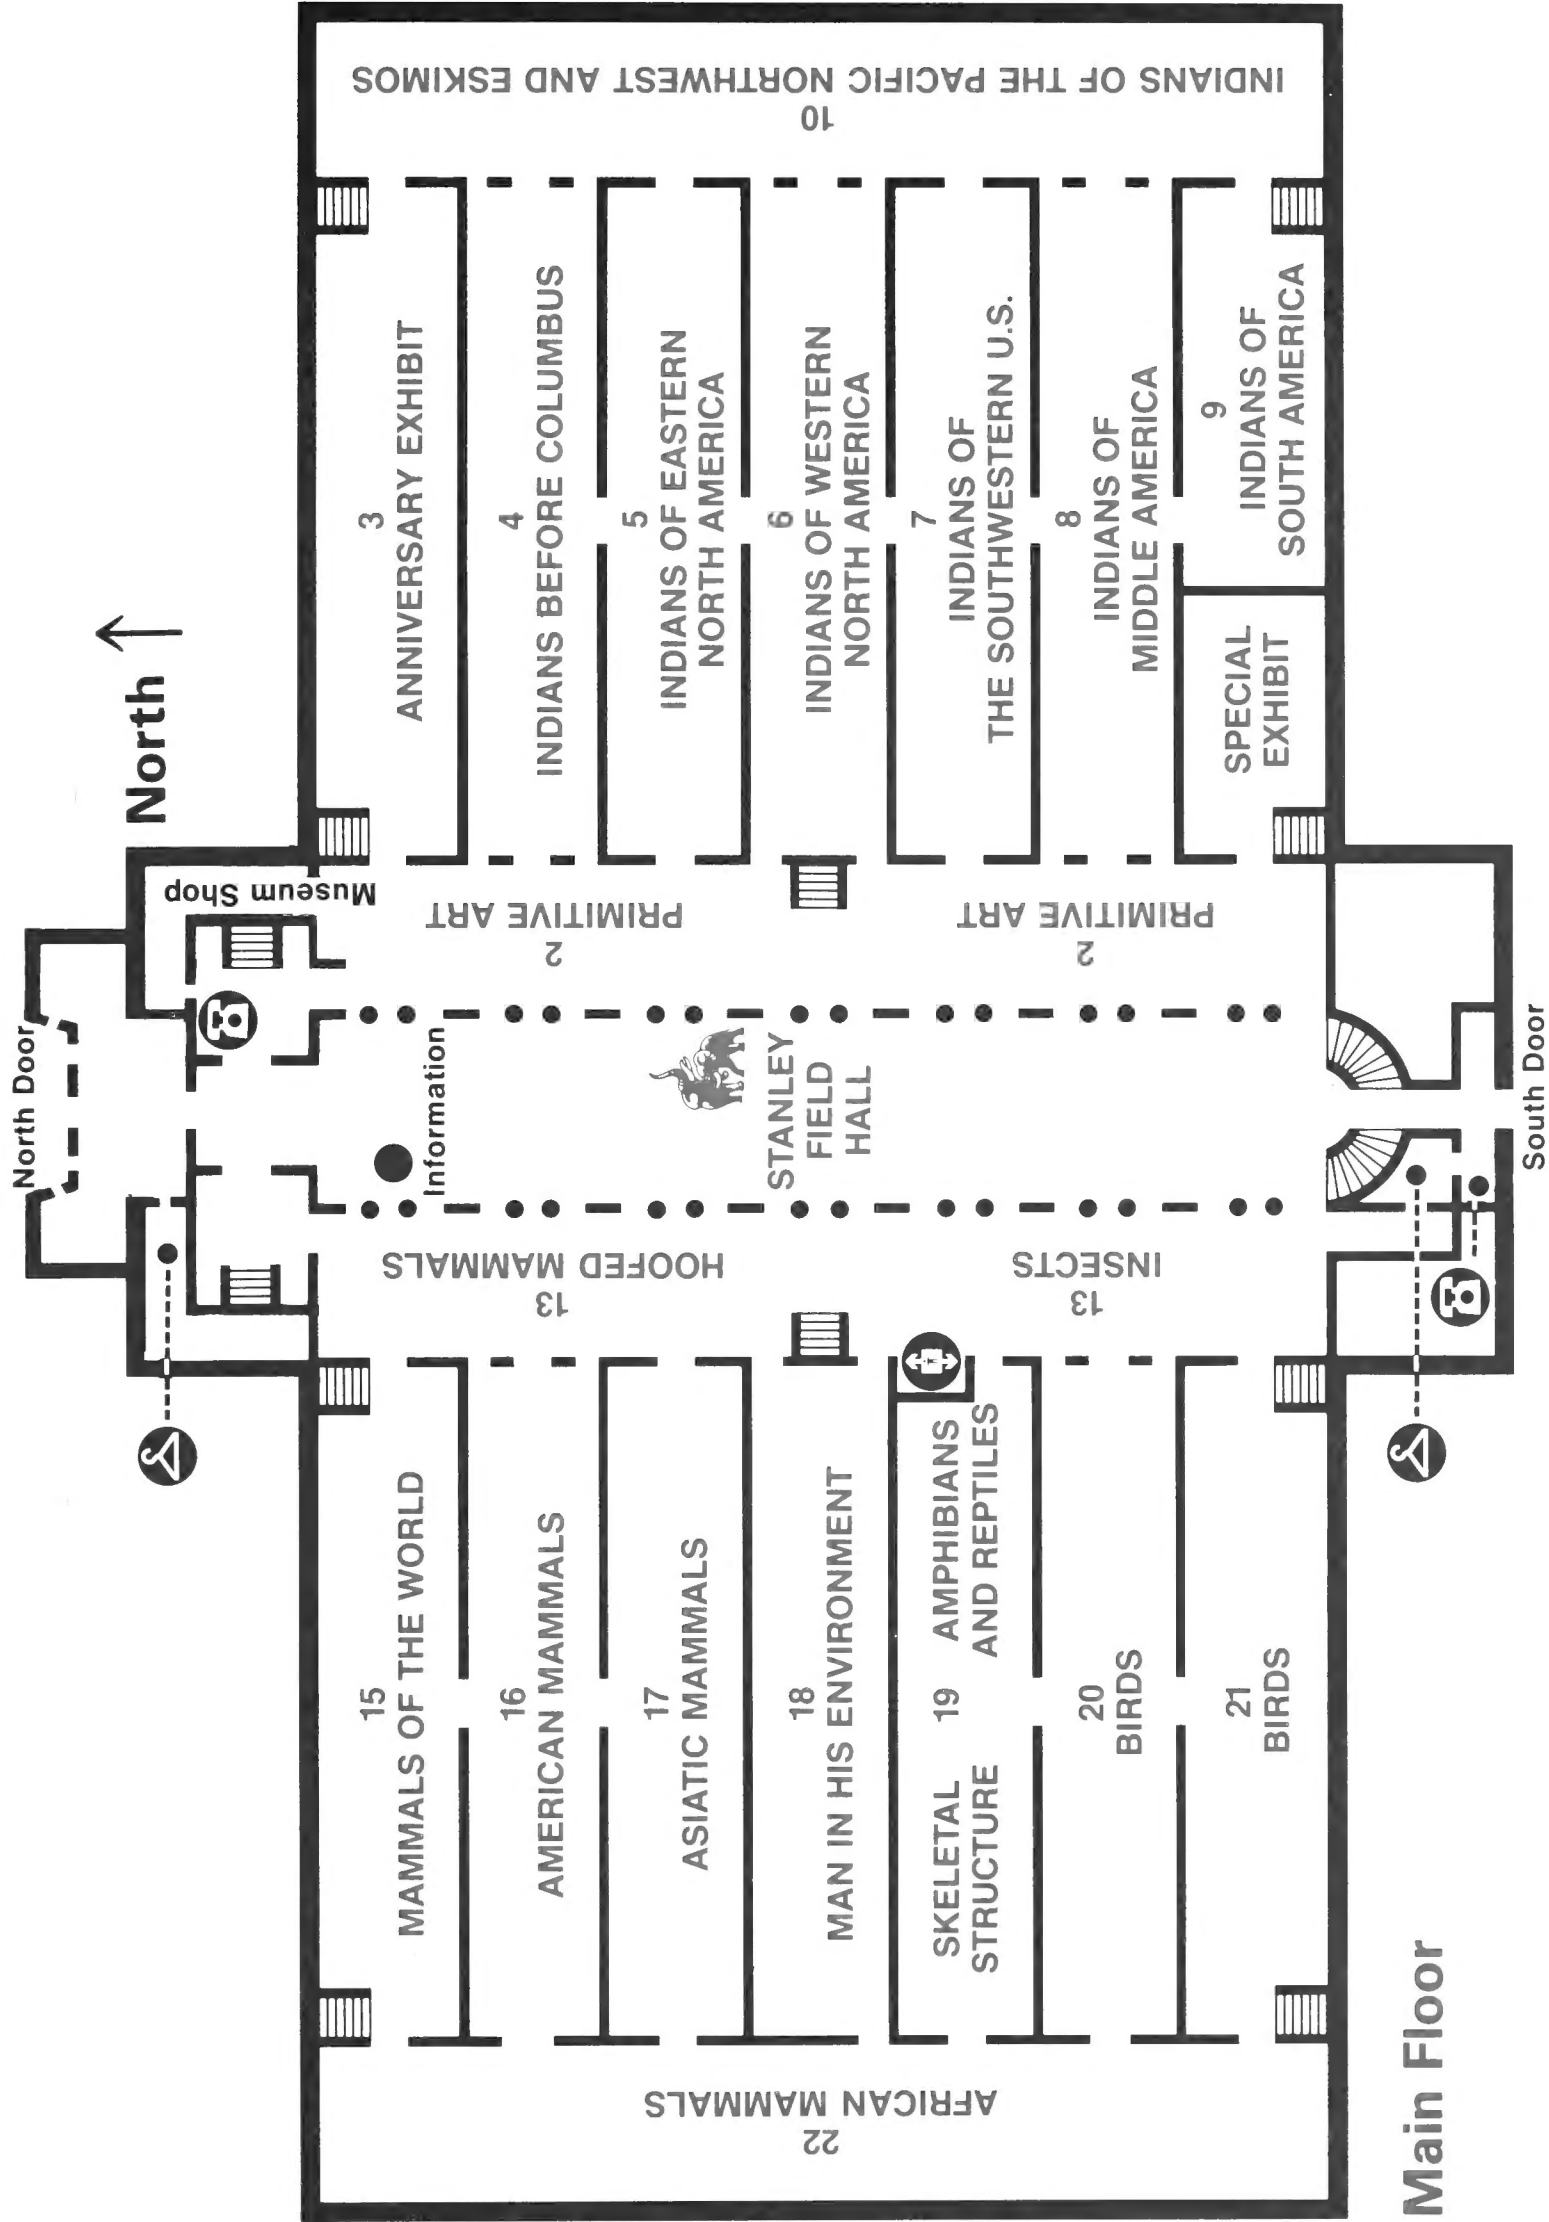 Main Floor
North
North Door
South Door
Museum Shop
Information
STANLEY
FIELD
HALL
2
PRIMITIVE ART
2
PRIMITIVE ART
3
ANNIVERSARY EXHIBIT
4
INDIANS BEFORE COLUMBUS
5
INDIANS OF EASTERN
NORTH AMERICA
6
INDIANS OF WESTERN
NORTH AMERICA
7
INDIANS OF
THE SOUTHWESTERN U.S.
8
INDIANS OF
MIDDLE AMERICA
9
INDIANS OF
SOUTH AMERICA
SPECIAL
EXHIBIT
10
INDIANS OF THE PACIFIC NORTHWEST AND ESKIMOS
13
HOOFED MAMMALS
13
INSECTS
15
MAMMALS OF THE WORLD
16
AMERICAN MAMMALS
17
ASIATIC MAMMALS
18
MAN IN HIS ENVIRONMENT
SKELETAL 19 AMPHIBIANS
STRUCTURE AND REPTILES
20
BIRDS
21
BIRDS
22
AFRICAN MAMMALS